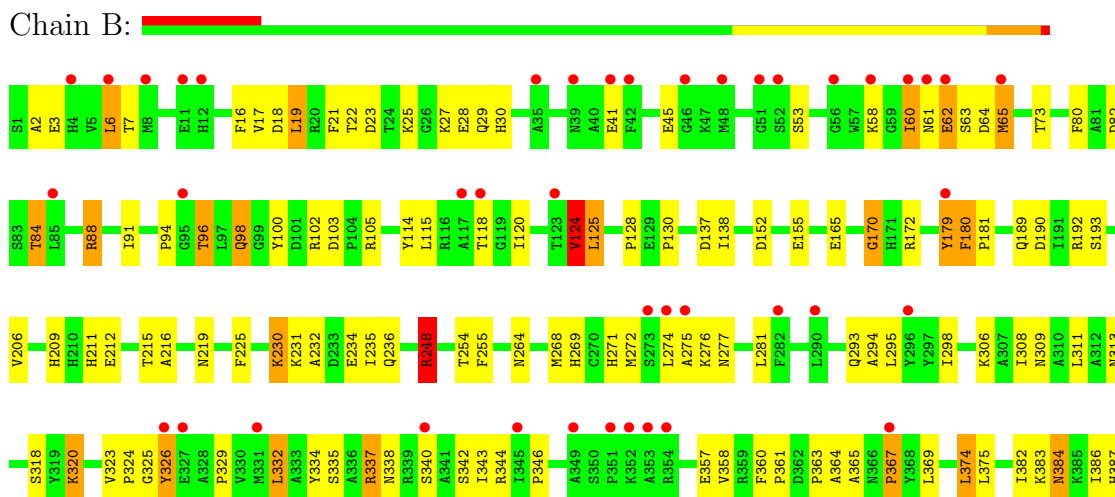 Chain B:
S1 A2 E3 H4 V5 L6 T7 M8 E11 H12 F16 V17 D18 L19 R20 F21 T22 D23 T24 K25 G26 K27 E28 Q29 H30 A35 N39 A40 E41 F42 E45 G46 K47 M48 G51 S52 S53 G56 W57 K58 G59 I60 N61 E62 S63 D64 M65 T73 F80 A81 D82
S83 T84 L85 R88 I91 P94 G95 T96 L97 Q98 G99 Y100 D101 R102 D103 P104 R105 Y114 L115 R116 A117 T118 G119 I120 T123 V124 L125 P128 E129 P130 D137 I138 D152 E155 E165 G170 H171 R172 Y179 F180 P181 Q189 D190 I191 R192 S193
V206 H209 H210 H211 E212 T215 A216 N219 F225 K230 K231 A232 D233 E234 I235 Q236 R248 T254 F255 N264 M268 H269 C270 H271 M272 S273 L274 A275 K276 N277 L281 F282 L290 Q293 A294 L295 Y296 Y297 I298 K306 A307 I308 N309 A310 L311 A312 N313
S318 Y319 K320 V323 P324 G325 Y326 E327 A328 P329 V330 M331 L332 A333 Y334 S335 A336 R337 N338 R339 S340 A341 S342 I343 R344 I345 P346 A349 S350 P351 K352 A353 R354 E357 V358 R359 F360 P361 D362 P363 A364 A365 N366 P367 Y368 L369 L374 L375 I382 K383 N384 K385 I386